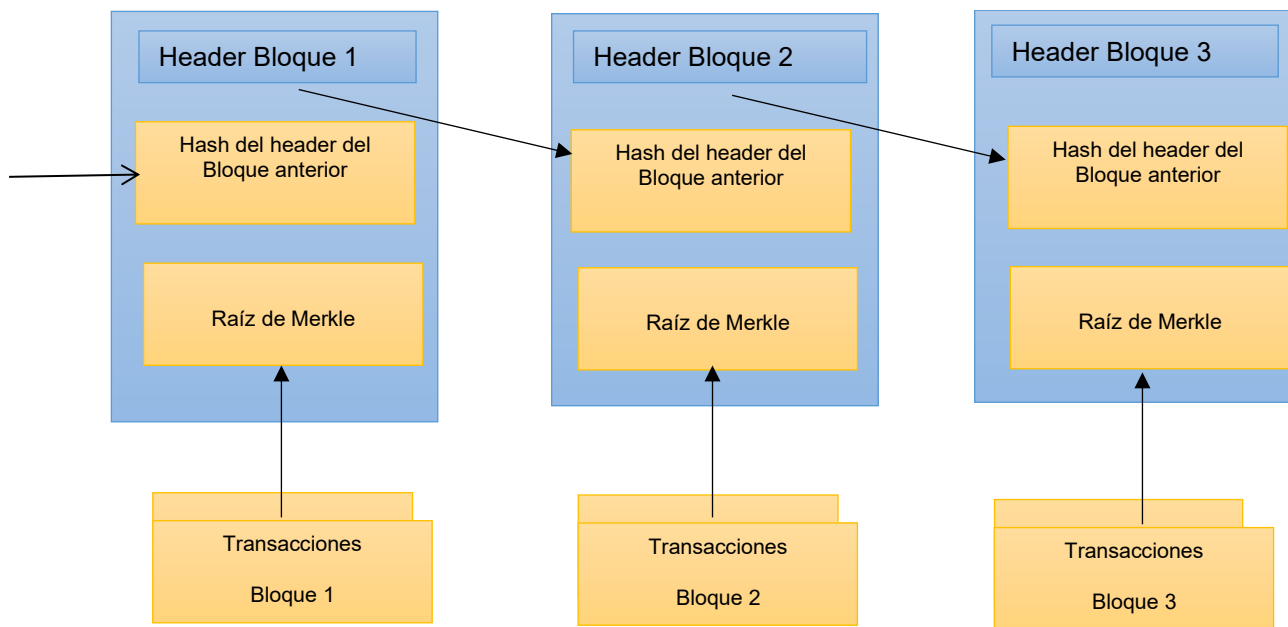 Header Bloque 1
Hash del header del
Bloque anterior
Raíz de Merkle
Transacciones
Bloque 1
Header Bloque 2
Hash del header del
Bloque anterior
Raíz de Merkle
Transacciones
Bloque 2
Header Bloque 3
Hash del header del
Bloque anterior
Raíz de Merkle
Transacciones
Bloque 3